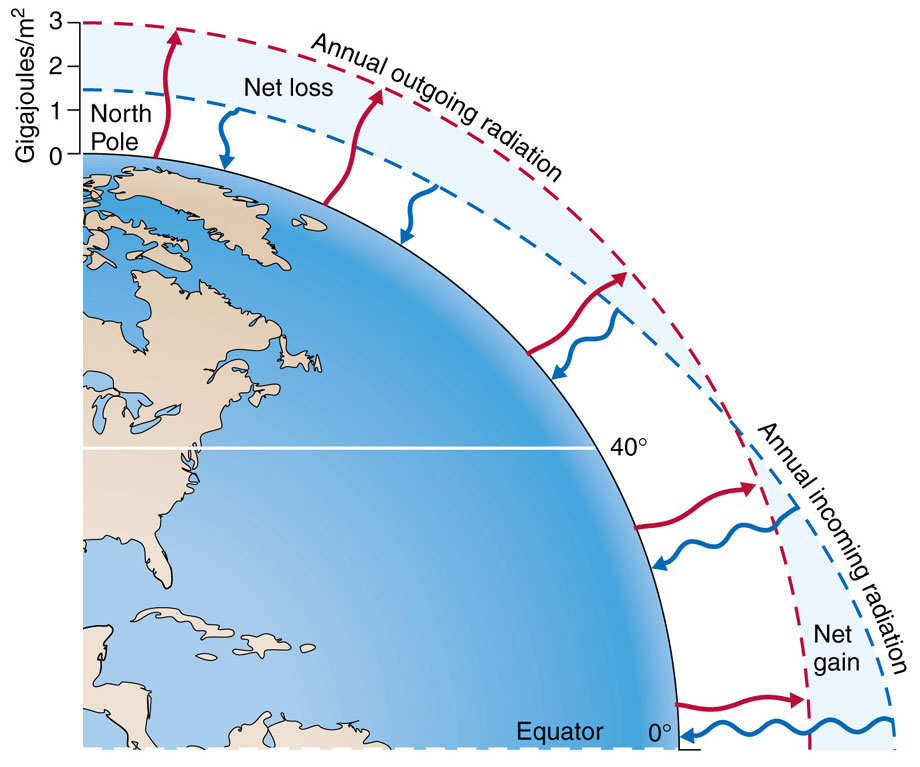 Gigajoules/m²
3
2
1
0
North
Pole
Net loss
Annual outgoing radiation
40°
Annual incoming radiation
Net
gain
Equator
0°